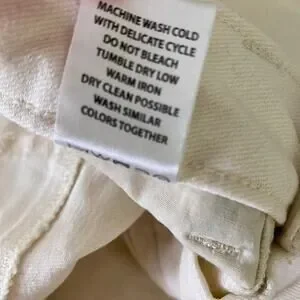 MACHINE WASH COLD
WITH DELICATE CYCLE
DO NOT BLEACH
TUMBLE DRY LOW
WARM IRON
DRY CLEAN POSSIBLE
WASH SIMILAR
COLORS TOGETHER